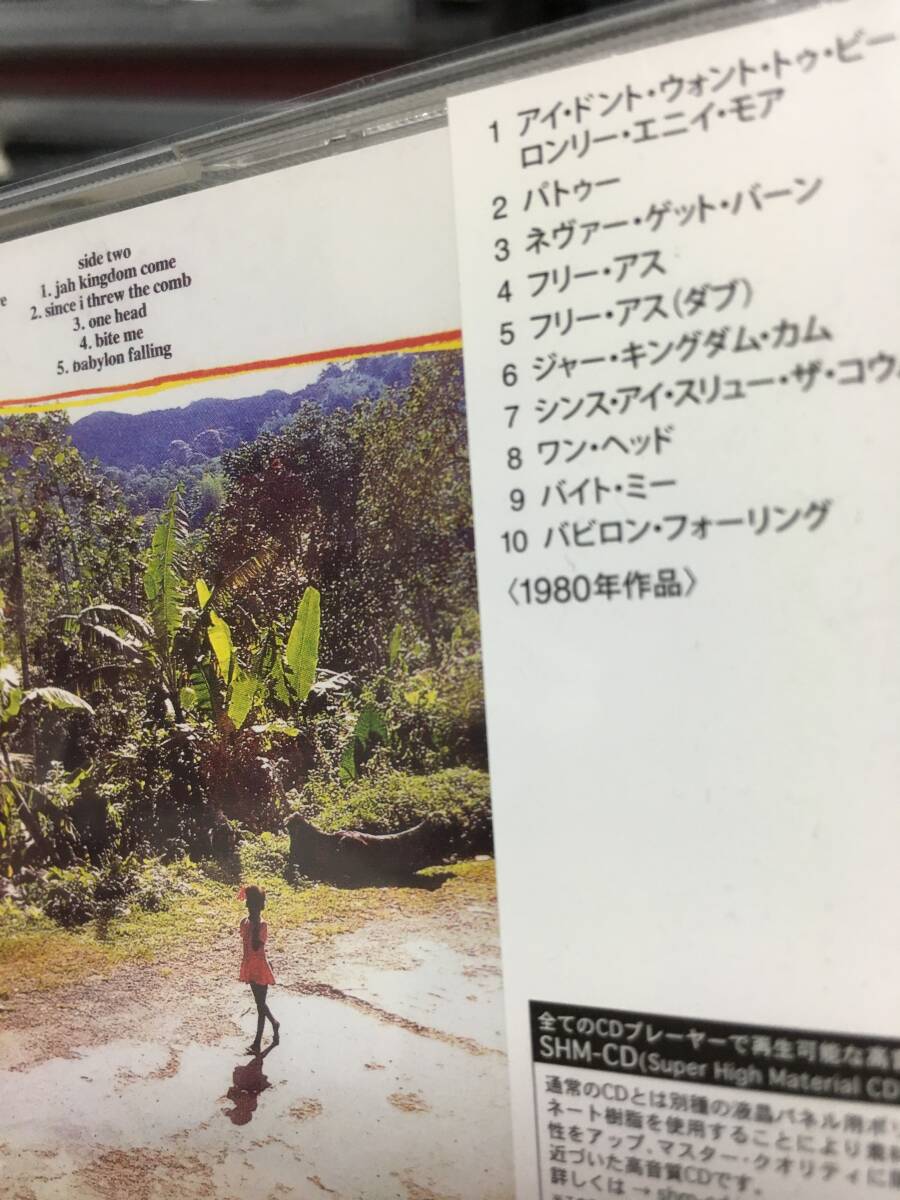 side two
1. jah kingdom come
2. since i threw the comb
3. one head
4. bite me
5. babylon falling
1 アイ・ドント・ウォント・トゥ・ビー
ロンリー・エニイ・モア
2 パトゥー
3 ネヴァー・ゲット・バーン
4 フリー・アス
5 フリー・アス(ダブ)
6 ジャー・キングダム・カム
7 シンス・アイ・スリュー・ザ・コウ
8 ワン・ヘッド
9 バイト・ミー
10 バビロン・フォーリング
〈1980年作品〉
全てのCDプレーヤーで再生可能な高音
SHM-CD(Super High Material CD
通常のCDとは別種の液晶パネル用ポリ
ネート樹脂を使用することにより素材
性をアップ、マスター・クオリティに限
近づいた高音質CDです。
詳しくは →